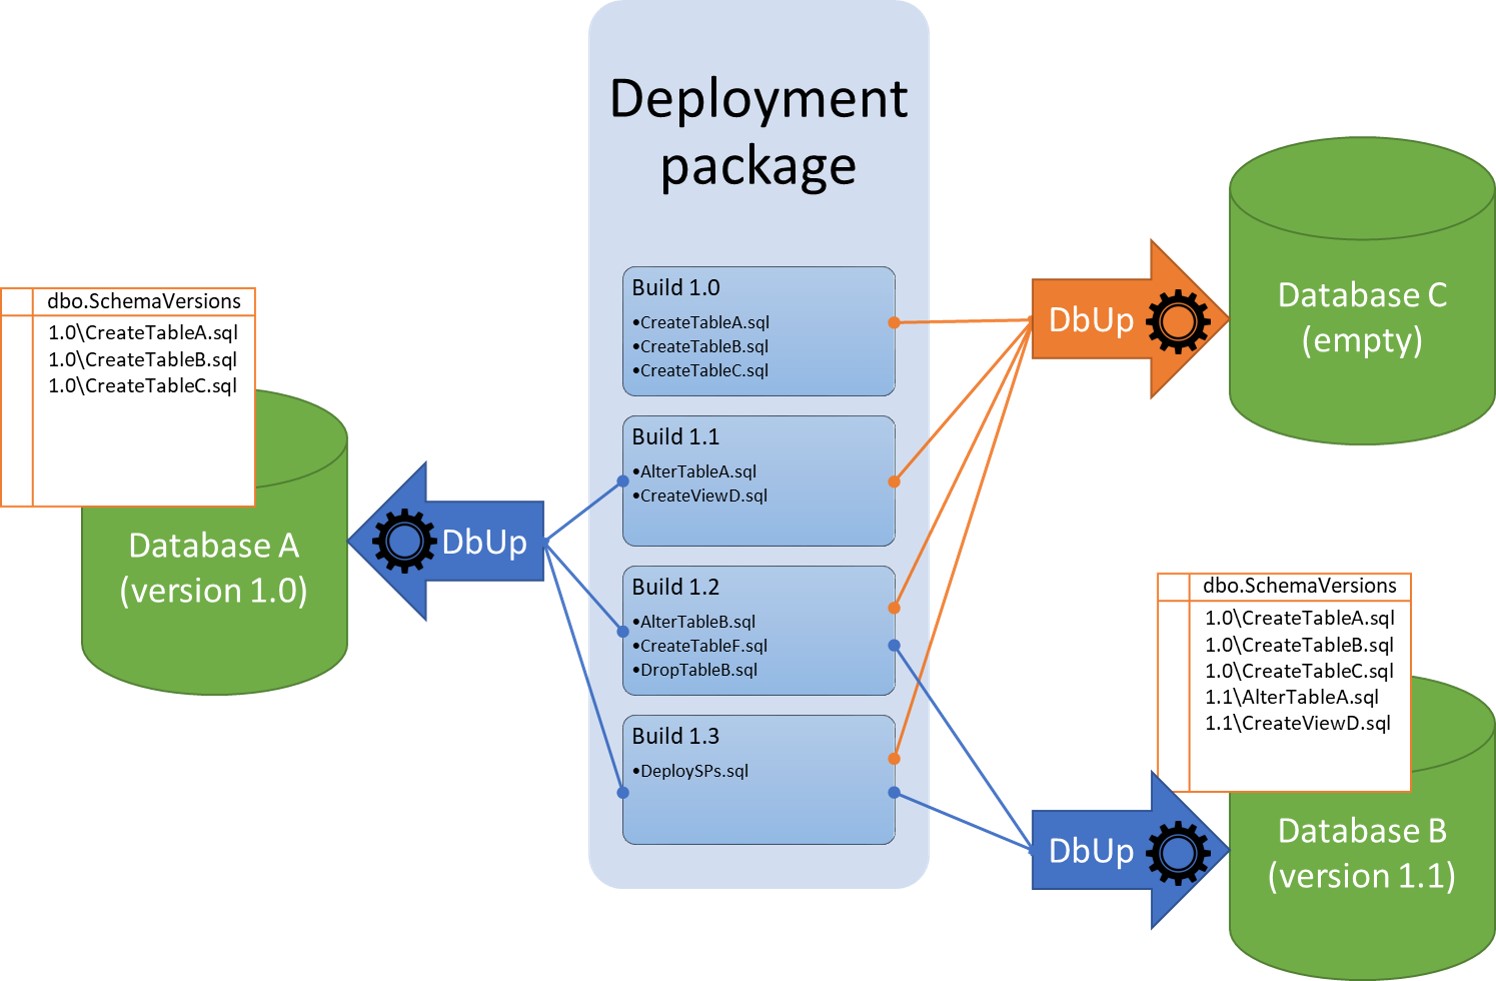 Deployment
package
dbo.SchemaVersions
1.0\CreateTableA.sql
1.0\CreateTableB.sql
1.0\CreateTableC.sql
Database A
(version 1.0)
DbUp
Build 1.0
•CreateTableA.sql
•CreateTableB.sql
•CreateTableC.sql
Build 1.1
•AlterTableA.sql
•CreateViewD.sql
Build 1.2
•AlterTableB.sql
•CreateTableF.sql
•DropTableB.sql
Build 1.3
•DeploySPs.sql
DbUp
Database C
(empty)
dbo.SchemaVersions
1.0\CreateTableA.sql
1.0\CreateTableB.sql
1.0\CreateTableC.sql
1.1\AlterTableA.sql
1.1\CreateViewD.sql
DbUp
Database B
(version 1.1)